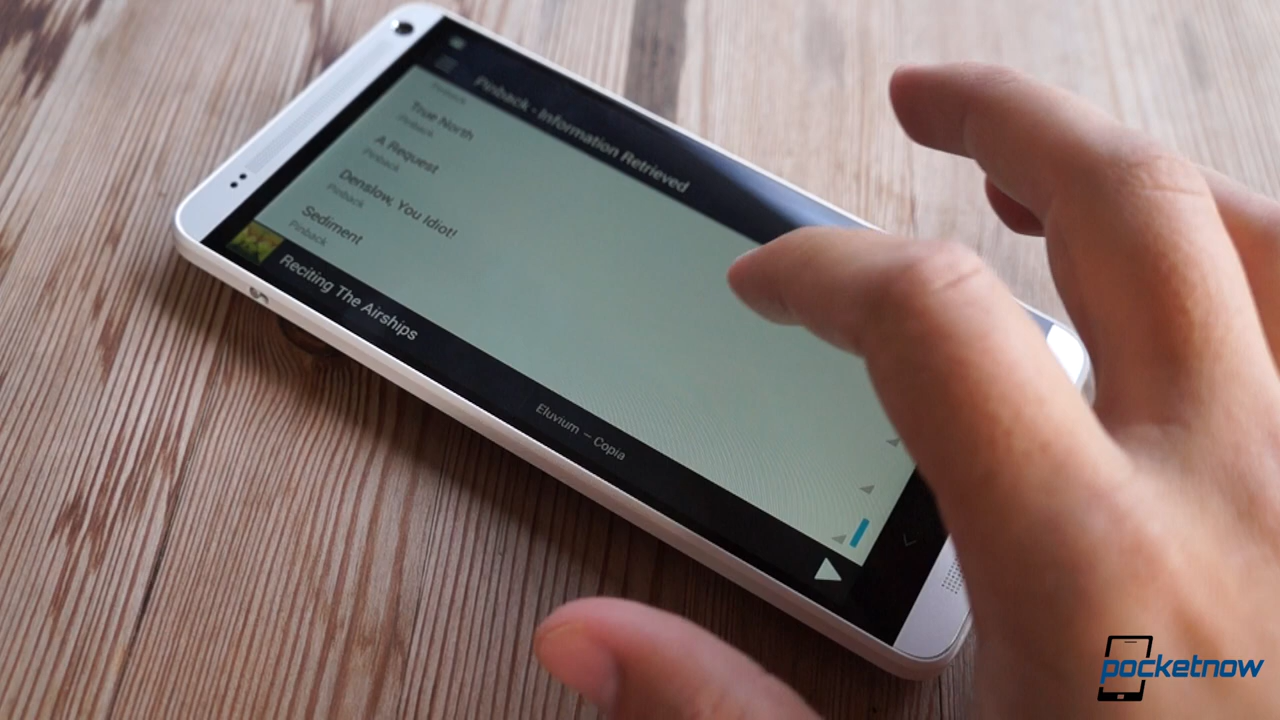 Pinback - Information Retrieved
Pinback
True North
Pinback
A Request
Pinback
Denslow, You Idiot!
Pinback
Sediment
Pinback
Reciting The Airships
Eluvium – Copia
pocketnow